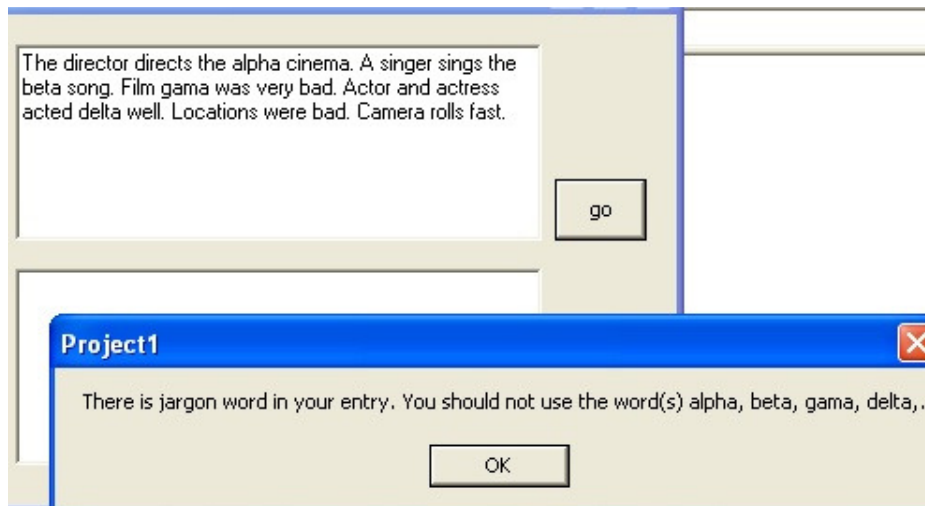 The director directs the alpha cinema. A singer sings the
beta song. Film gama was very bad. Actor and actress
acted delta well. Locations were bad. Camera rolls fast.
go
Project1
There is jargon word in your entry. You should not use the word(s) alpha, beta, gama, delta,.
OK